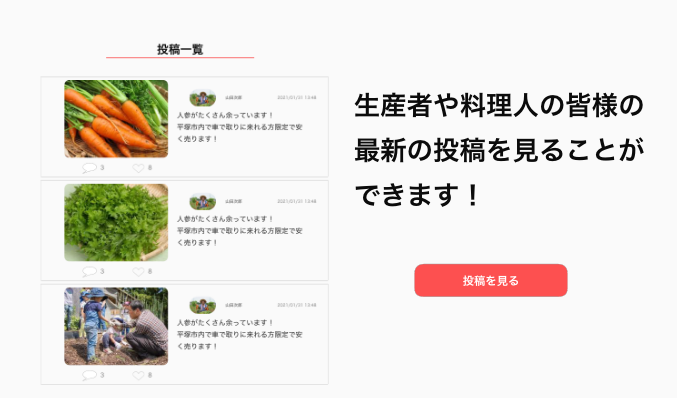 投稿一覧
山田次郎 2021/01/31 13:48
人参がたくさん余っています！
平塚市内で車で取りに来れる方限定で安
く売ります！
3 8
山田次郎 2021/01/31 13:48
人参がたくさん余っています！
平塚市内で車で取りに来れる方限定で安
く売ります！
3 8
山田次郎 2021/01/31 13:48
人参がたくさん余っています！
平塚市内で車で取りに来れる方限定で安
く売ります！
3 8
生産者や料理人の皆様の
最新の投稿を見ることが
できます！
投稿を見る